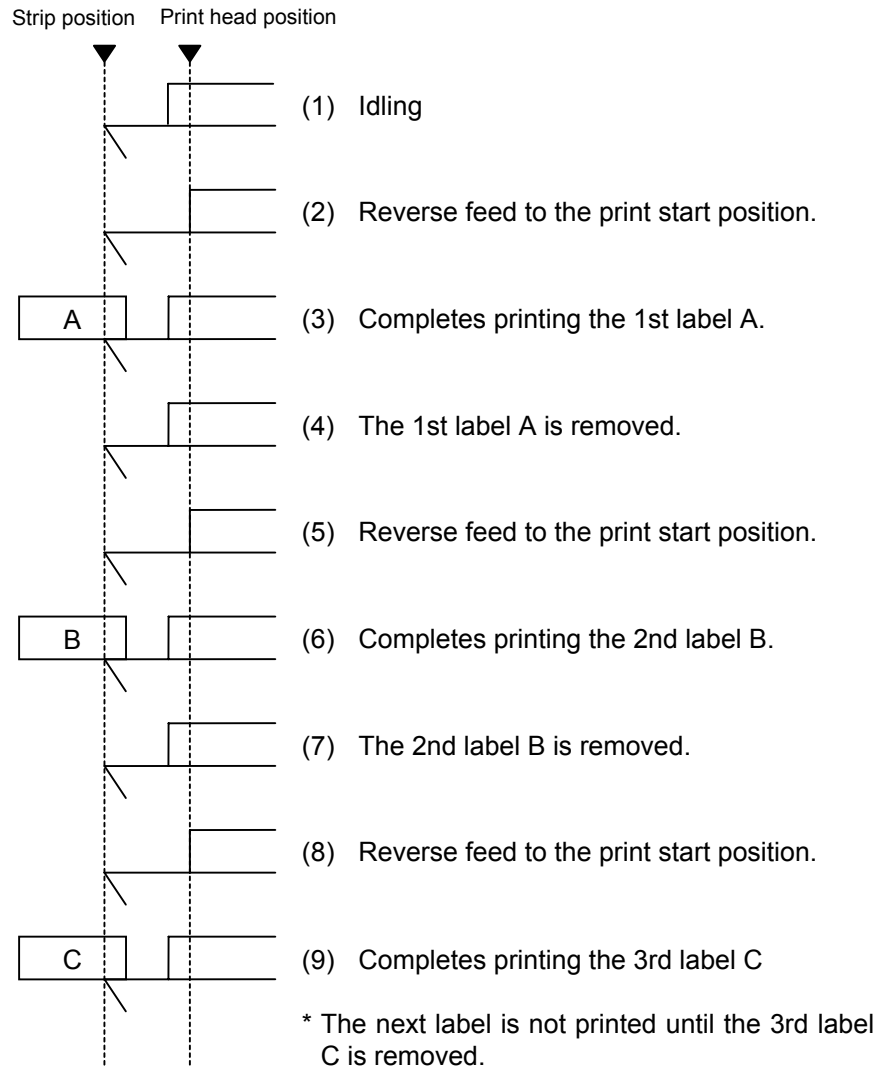 Strip position Print head position
(1) Idling
(2) Reverse feed to the print start position.
A (3) Completes printing the 1st label A.
(4) The 1st label A is removed.
(5) Reverse feed to the print start position.
B (6) Completes printing the 2nd label B.
(7) The 2nd label B is removed.
(8) Reverse feed to the print start position.
C (9) Completes printing the 3rd label C
* The next label is not printed until the 3rd label
C is removed.